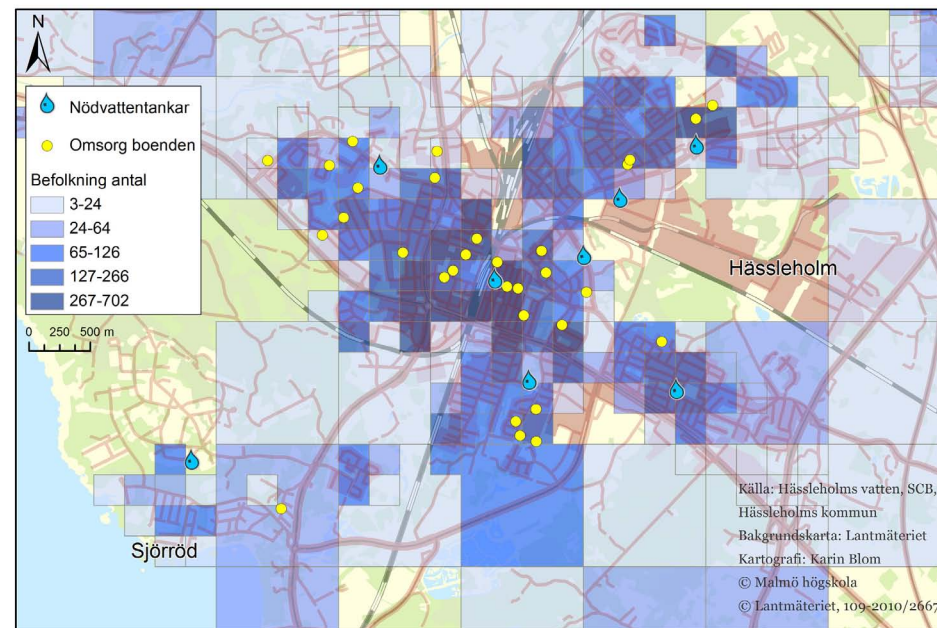 N
Nödvattentankar
Omsorg boenden
Befolkning antal
3-24
24-64
65-126
127-266
267-702
0 250 500 m
Hässleholm
Sjörröd
Källa: Hässleholms vatten, SCB,
Hässleholms kommun
Bakgrundskarta: Lantmäteriet
Kartografi: Karin Blom
© Malmö högskola
© Lantmäteriet, 109-2010/2667